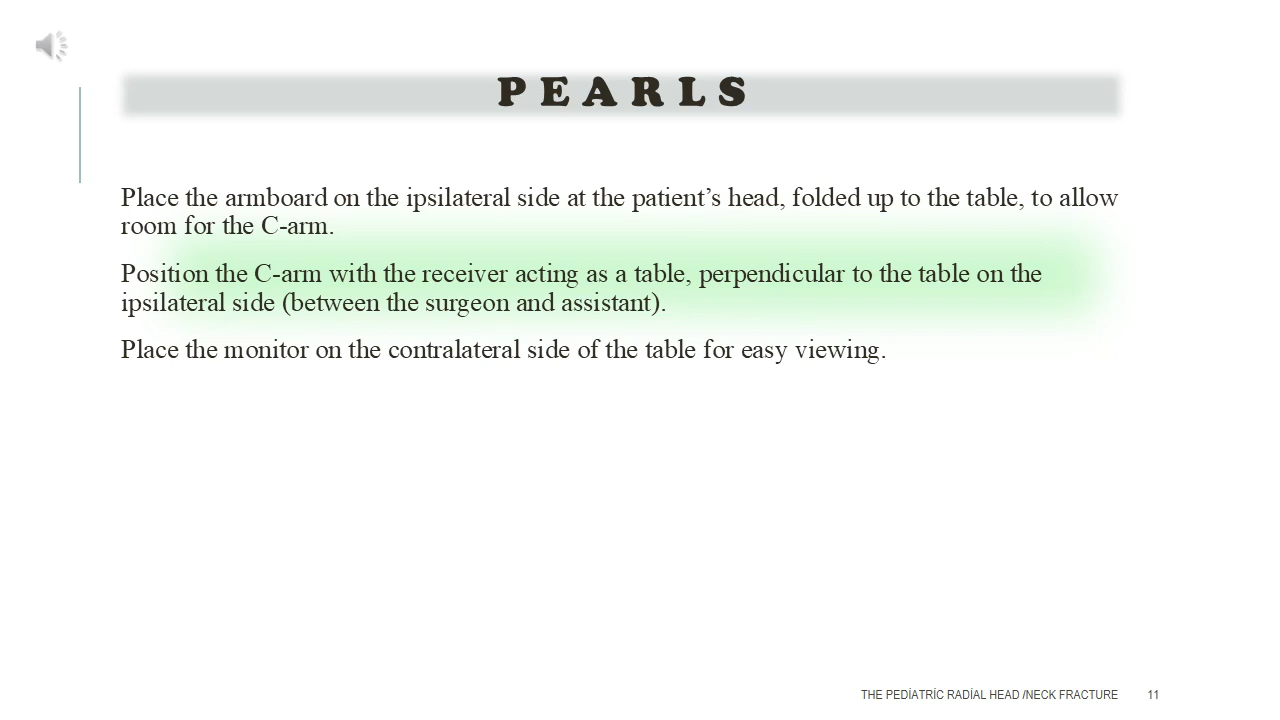 PEARLS
Place the armboard on the ipsilateral side at the patient’s head, folded up to the table, to allow
room for the C-arm.
Position the C-arm with the receiver acting as a table, perpendicular to the table on the
ipsilateral side (between the surgeon and assistant).
Place the monitor on the contralateral side of the table for easy viewing.
THE PEDİATRİC RADİAL HEAD /NECK FRACTURE 11